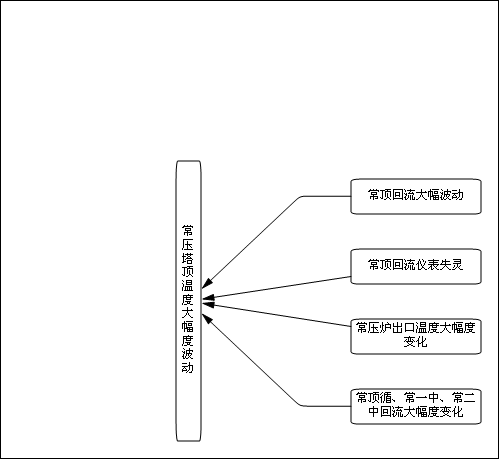 常压塔顶温度大幅度波动
常顶回流大幅波动
常顶回流仪表失灵
常压炉出口温度大幅度
变化
常顶循、常一中、常二
中回流大幅度变化